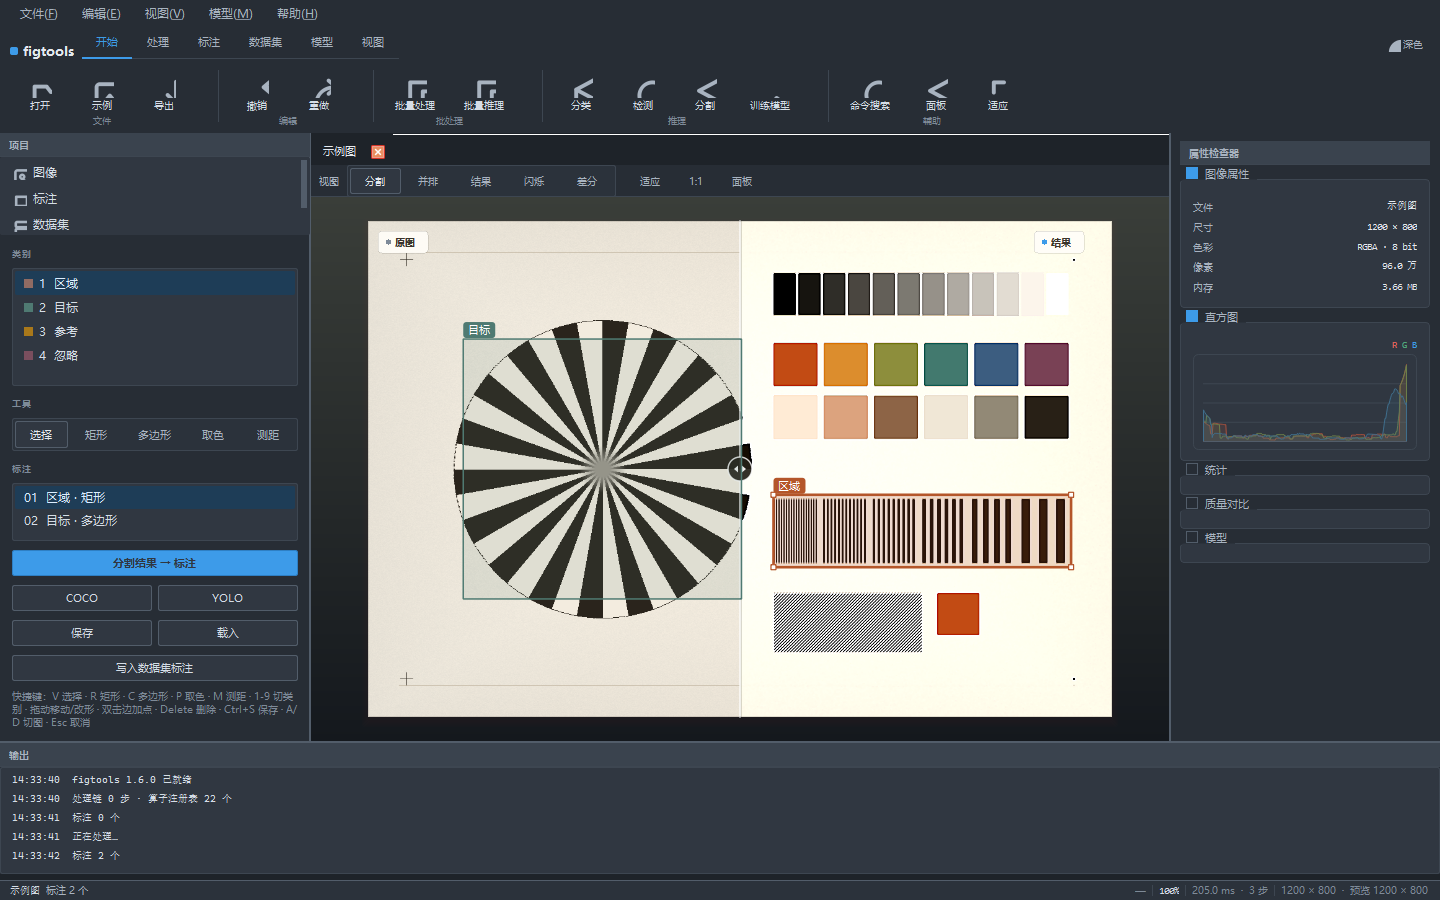 文件(F) 编辑(E) 视图(V) 模型(M) 帮助(H)
figtools 开始 处理 标注 数据集 模型 视图 深色
打开 示例 导出 撤销 重做 批量处理 批量推理 分类 检测 分割 训练模型 命令搜索 面板 适应
文件 编辑 批处理 推理 辅助
项目
图像
标注
数据集
类别
1 区域
2 目标
3 参考
4 忽略
工具
选择 矩形 多边形 取色 测距
标注
01 区域 · 矩形
02 目标 · 多边形
分割结果 → 标注
COCO YOLO
保存 载入
写入数据集标注
快捷键：V 选择 · R 矩形 · C 多边形 · P 取色 · M 测距 · 1-9 切类
别 · 拖动移动/改形 · 双击边加点 · Delete 删除 · Ctrl+S 保存 · A/
D 切图 · Esc 取消
示例图
视图 分割 并排 结果 闪烁 差分 适应 1:1 面板
原图 结果
目标
区域
属性检查器
图像属性
文件 示例图
尺寸 1200 × 800
色彩 RGBA · 8 bit
像素 96.0 万
内存 3.66 MB
直方图
R G B
统计
质量对比
模型
输出
14:33:40 figtools 1.6.0 已就绪
14:33:40 处理链 0 步 · 算子注册表 22 个
14:33:41 标注 0 个
14:33:41 正在处理…
14:33:42 标注 2 个
示例图 标注 2 个 — 100% 205.0 ms · 3 步 1200 × 800 · 预览 1200 × 800